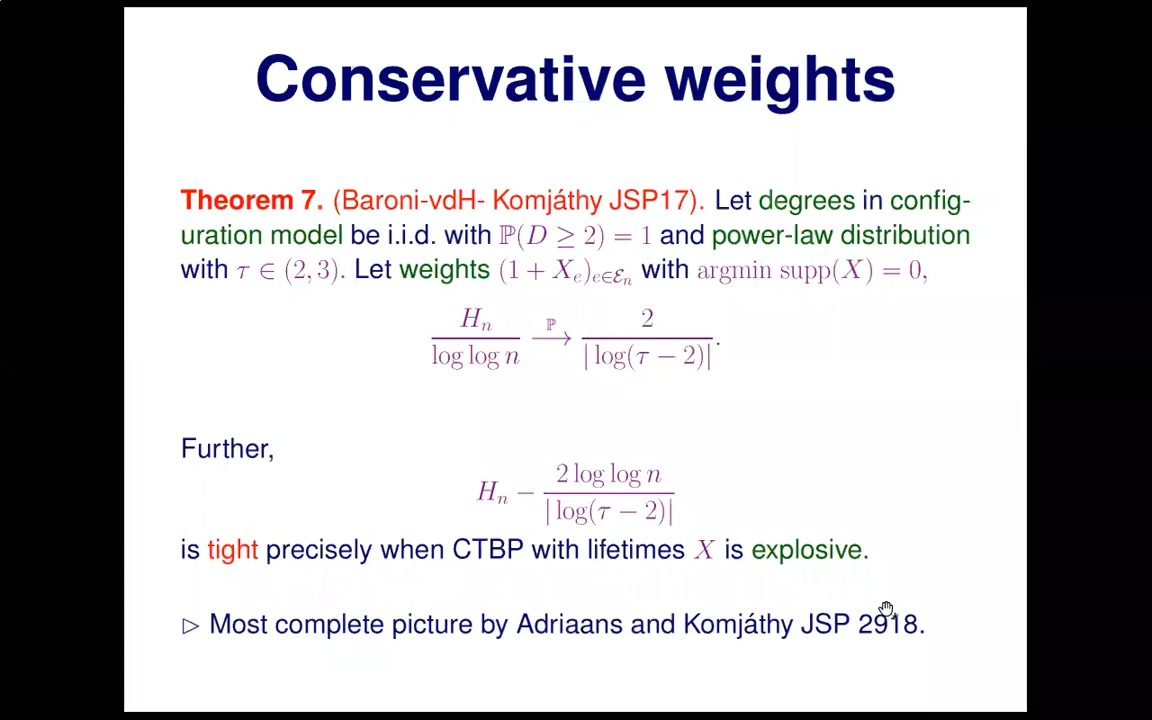 Conservative weights
Theorem 7. (Baroni-vdH- Komjáthy JSP17). Let degrees in config-
uration model be i.i.d. with ℙ(D ≥ 2) = 1 and power-law distribution
with τ ∈ (2, 3). Let weights (1 + X_e)_{e∈𝓔_n} with argmin supp(X) = 0,
H_n / log log n —ℙ→ 2 / |log(τ − 2)|.
Further,
H_n − 2 log log n / |log(τ − 2)|
is tight precisely when CTBP with lifetimes X is explosive.
▷ Most complete picture by Adriaans and Komjáthy JSP 2918.